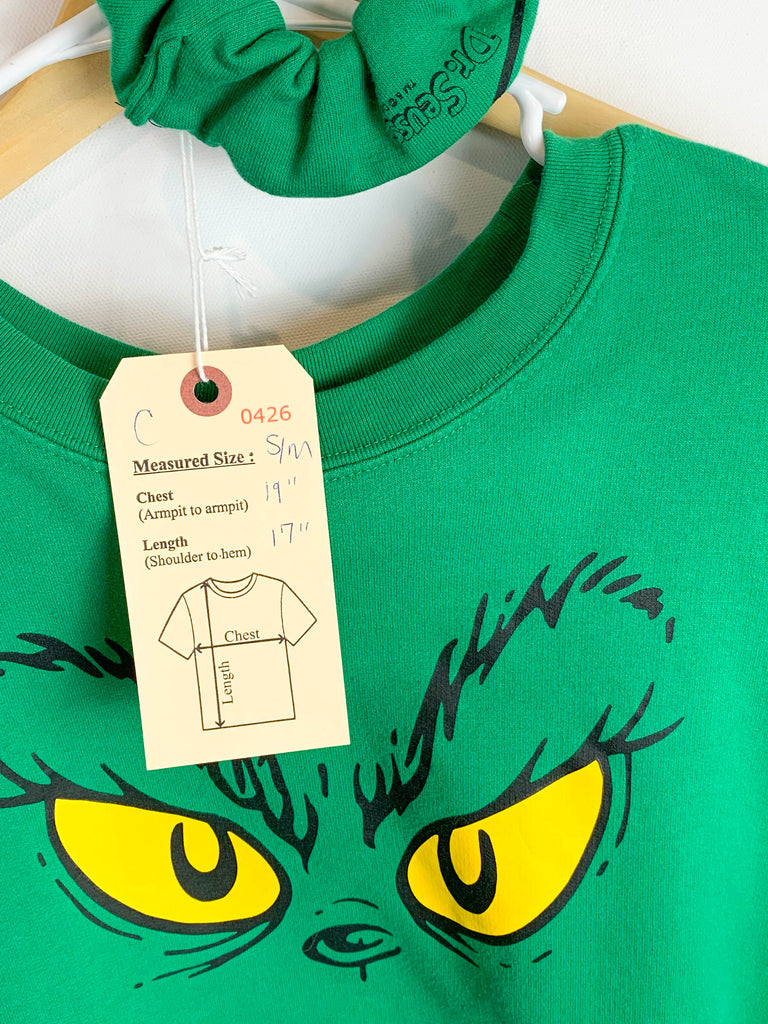 Dr. Seuss
C
0426
Measured Size : S/M
Chest 19"
(Armpit to armpit)
Length 17"
(Shoulder to hem)
Chest
Length